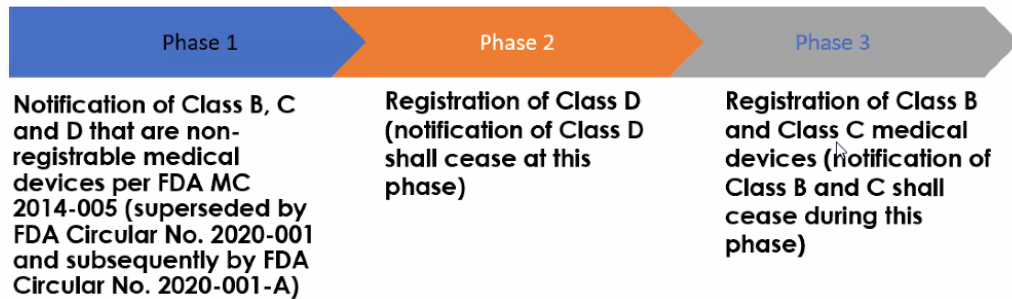 Phase 1
Phase 2
Phase 3
Notification of Class B, C
and D that are non-
registrable medical
devices per FDA MC
2014-005 (superseded by
FDA Circular No. 2020-001
and subsequently by FDA
Circular No. 2020-001-A)
Registration of Class D
(notification of Class D
shall cease at this
phase)
Registration of Class B
and Class C medical
devices (notification of
Class B and C shall
cease during this
phase)